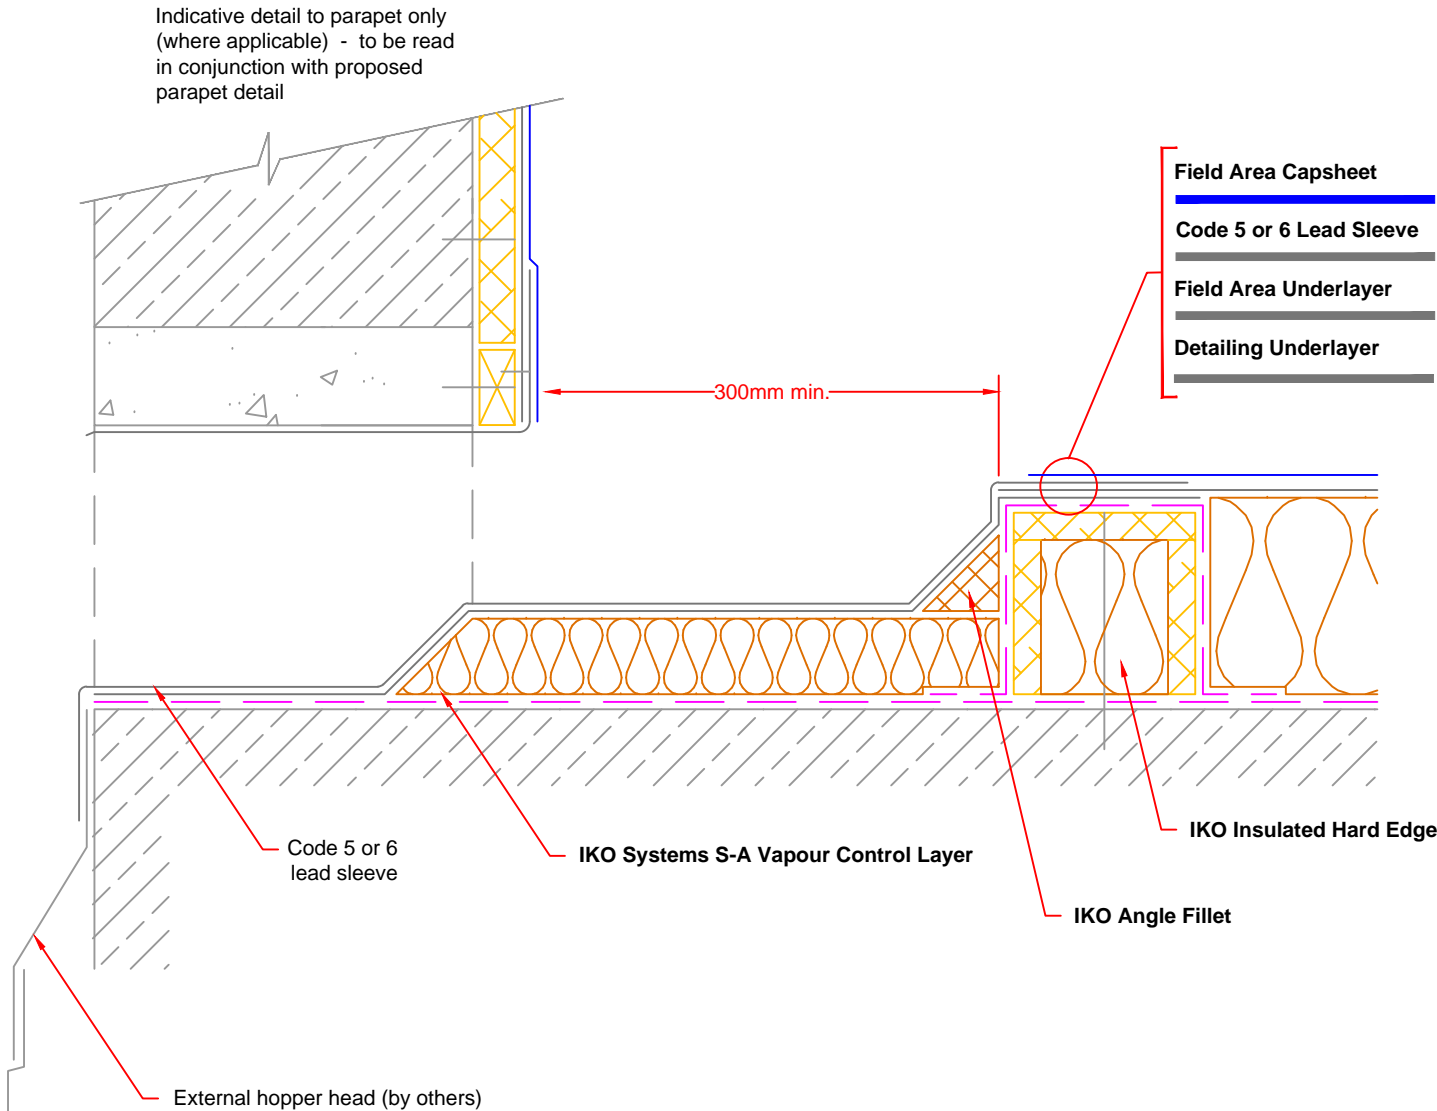 Indicative detail to parapet only
(where applicable) - to be read
in conjunction with proposed
parapet detail
Field Area Capsheet
Code 5 or 6 Lead Sleeve
Field Area Underlayer
Detailing Underlayer
300mm min.
IKO Insulated Hard Edge
Code 5 or 6
lead sleeve
IKO Systems S-A Vapour Control Layer
IKO Angle Fillet
External hopper head (by others)